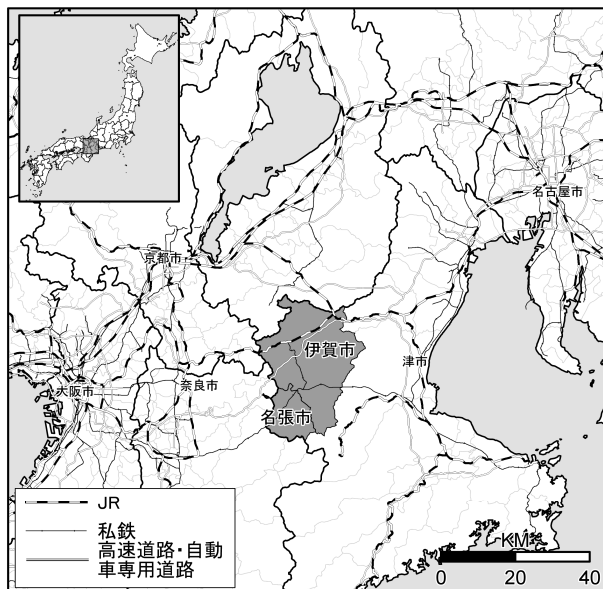 名古屋市
京都市
伊賀市
津市
奈良市
大阪市
名張市
JR
私鉄
高速道路・自動
車専用道路
KM
0 20 40